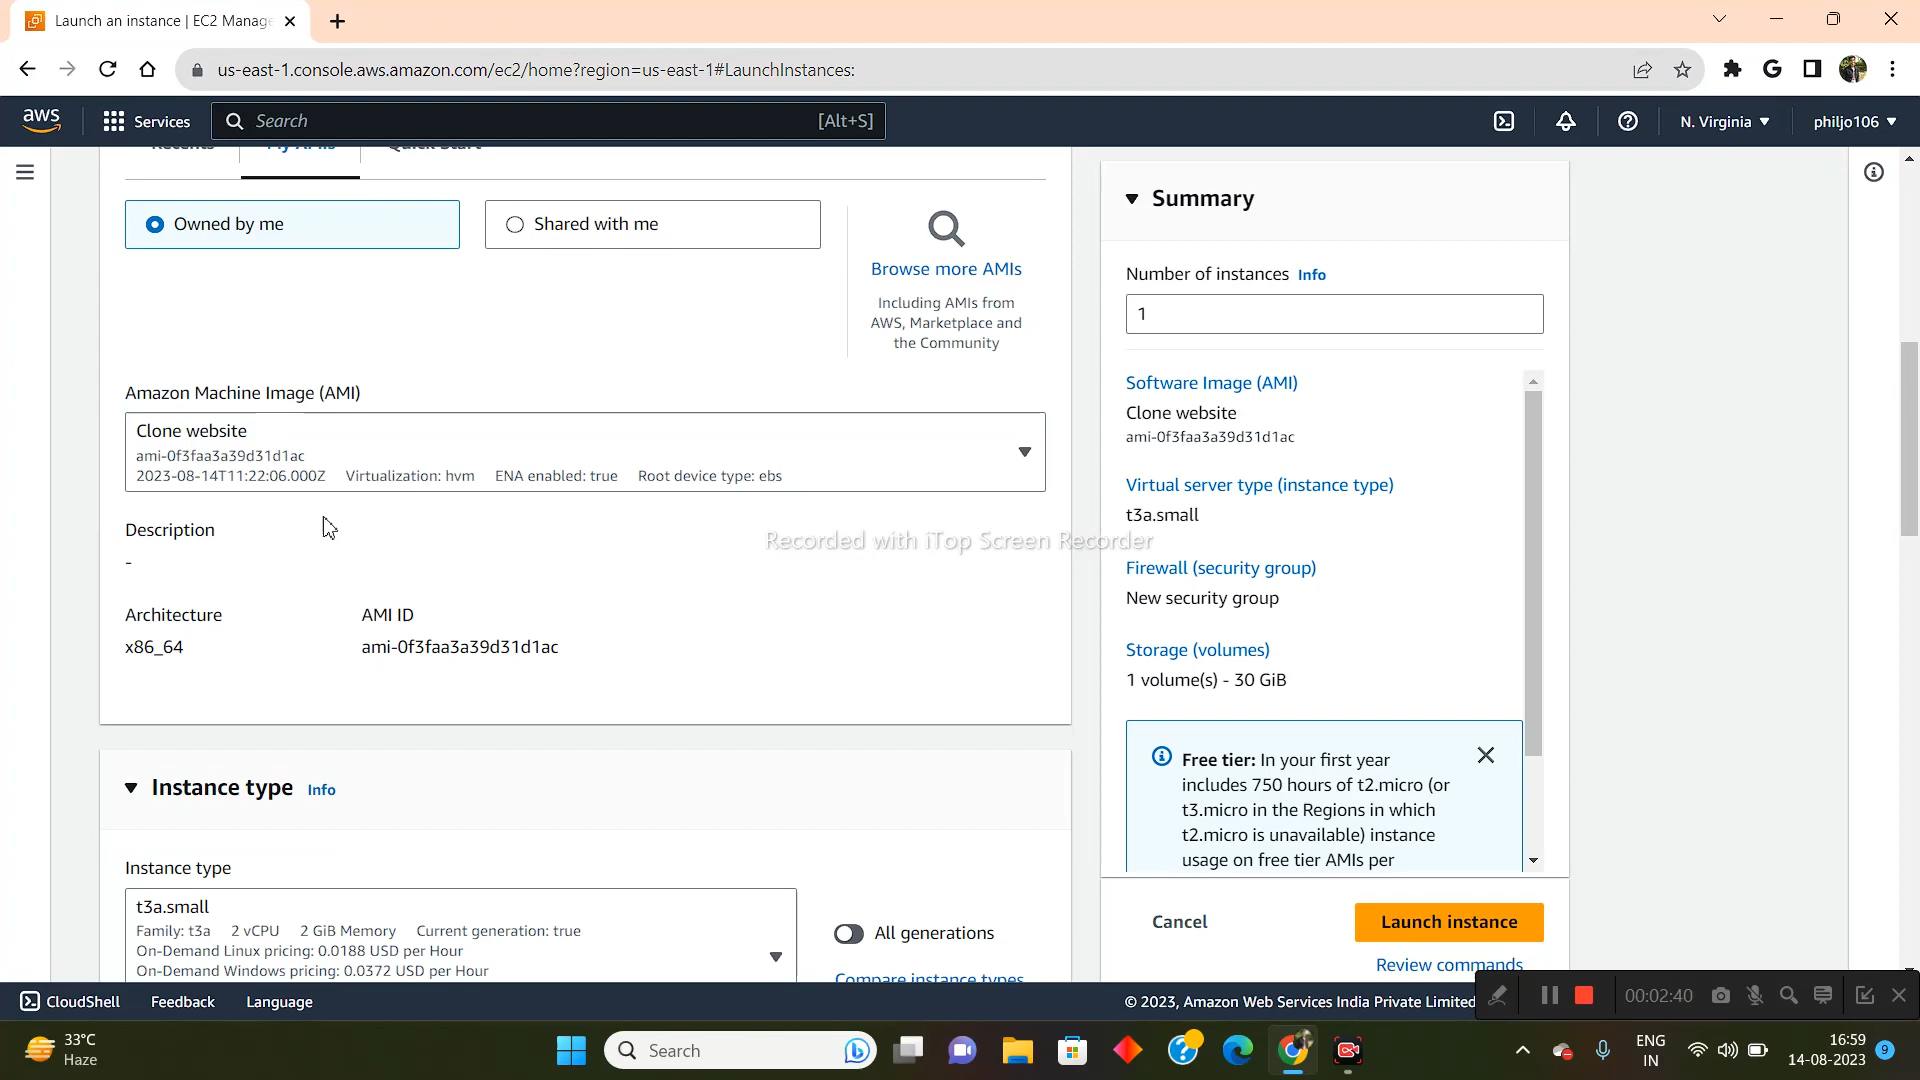 Launch an instance | EC2 Manage
us-east-1.console.aws.amazon.com/ec2/home?region=us-east-1#LaunchInstances:
aws
Services
Search
[Alt+S]
N. Virginia
philjo106
Recents
My AMIs
Quick Start
Owned by me
Shared with me
Browse more AMIs
Including AMIs from
AWS, Marketplace and
the Community
Amazon Machine Image (AMI)
Clone website
ami-0f3faa3a39d31d1ac
2023-08-14T11:22:06.000Z Virtualization: hvm ENA enabled: true Root device type: ebs
Description
-
Architecture
AMI ID
x86_64
ami-0f3faa3a39d31d1ac
Instance type Info
Instance type
t3a.small
Family: t3a 2 vCPU 2 GiB Memory Current generation: true
On-Demand Linux pricing: 0.0188 USD per Hour
On-Demand Windows pricing: 0.0372 USD per Hour
All generations
Compare instance types
Summary
Number of instances Info
1
Software Image (AMI)
Clone website
ami-0f3faa3a39d31d1ac
Virtual server type (instance type)
t3a.small
Firewall (security group)
New security group
Storage (volumes)
1 volume(s) - 30 GiB
Free tier: In your first year
includes 750 hours of t2.micro (or
t3.micro in the Regions in which
t2.micro is unavailable) instance
usage on free tier AMIs per
Cancel
Launch instance
Review commands
Recorded with iTop Screen Recorder
CloudShell
Feedback
Language
© 2023, Amazon Web Services India Private Limited
00:02:40
33°C
Haze
Search
ENG
IN
16:59
14-08-2023
9